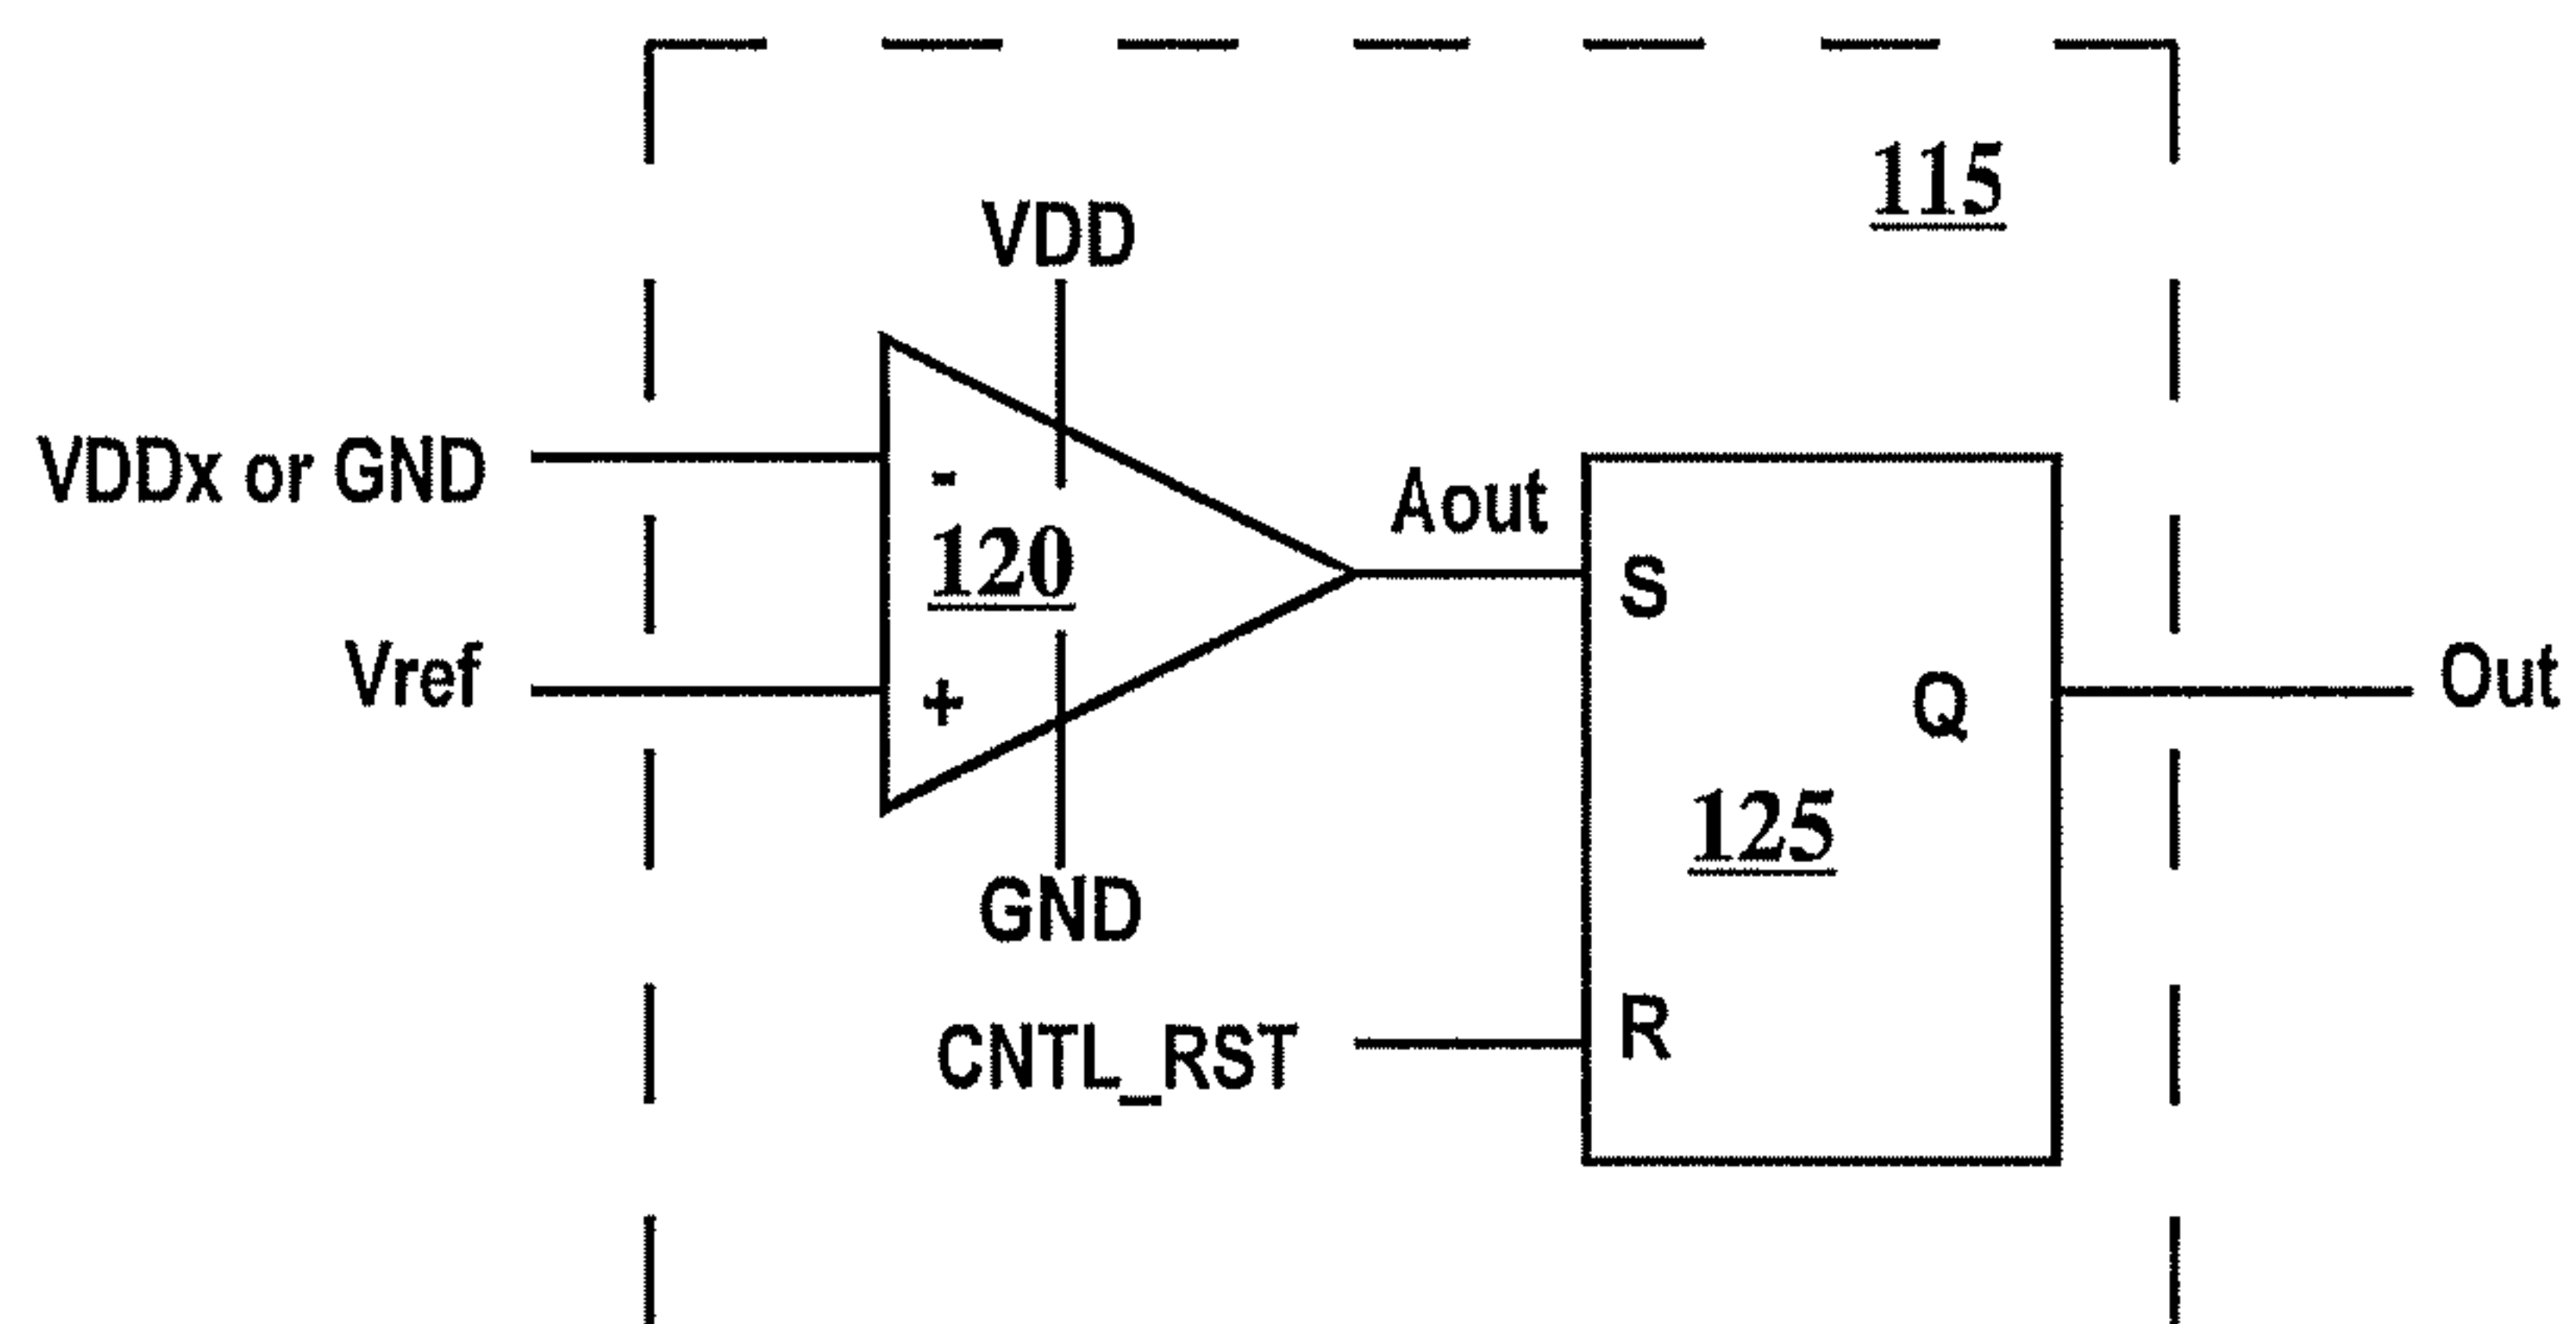 115
VDD
VDDx or GND
-
120
Aout
S
Vref
+
Q
Out
125
GND
CNTL_RST
R